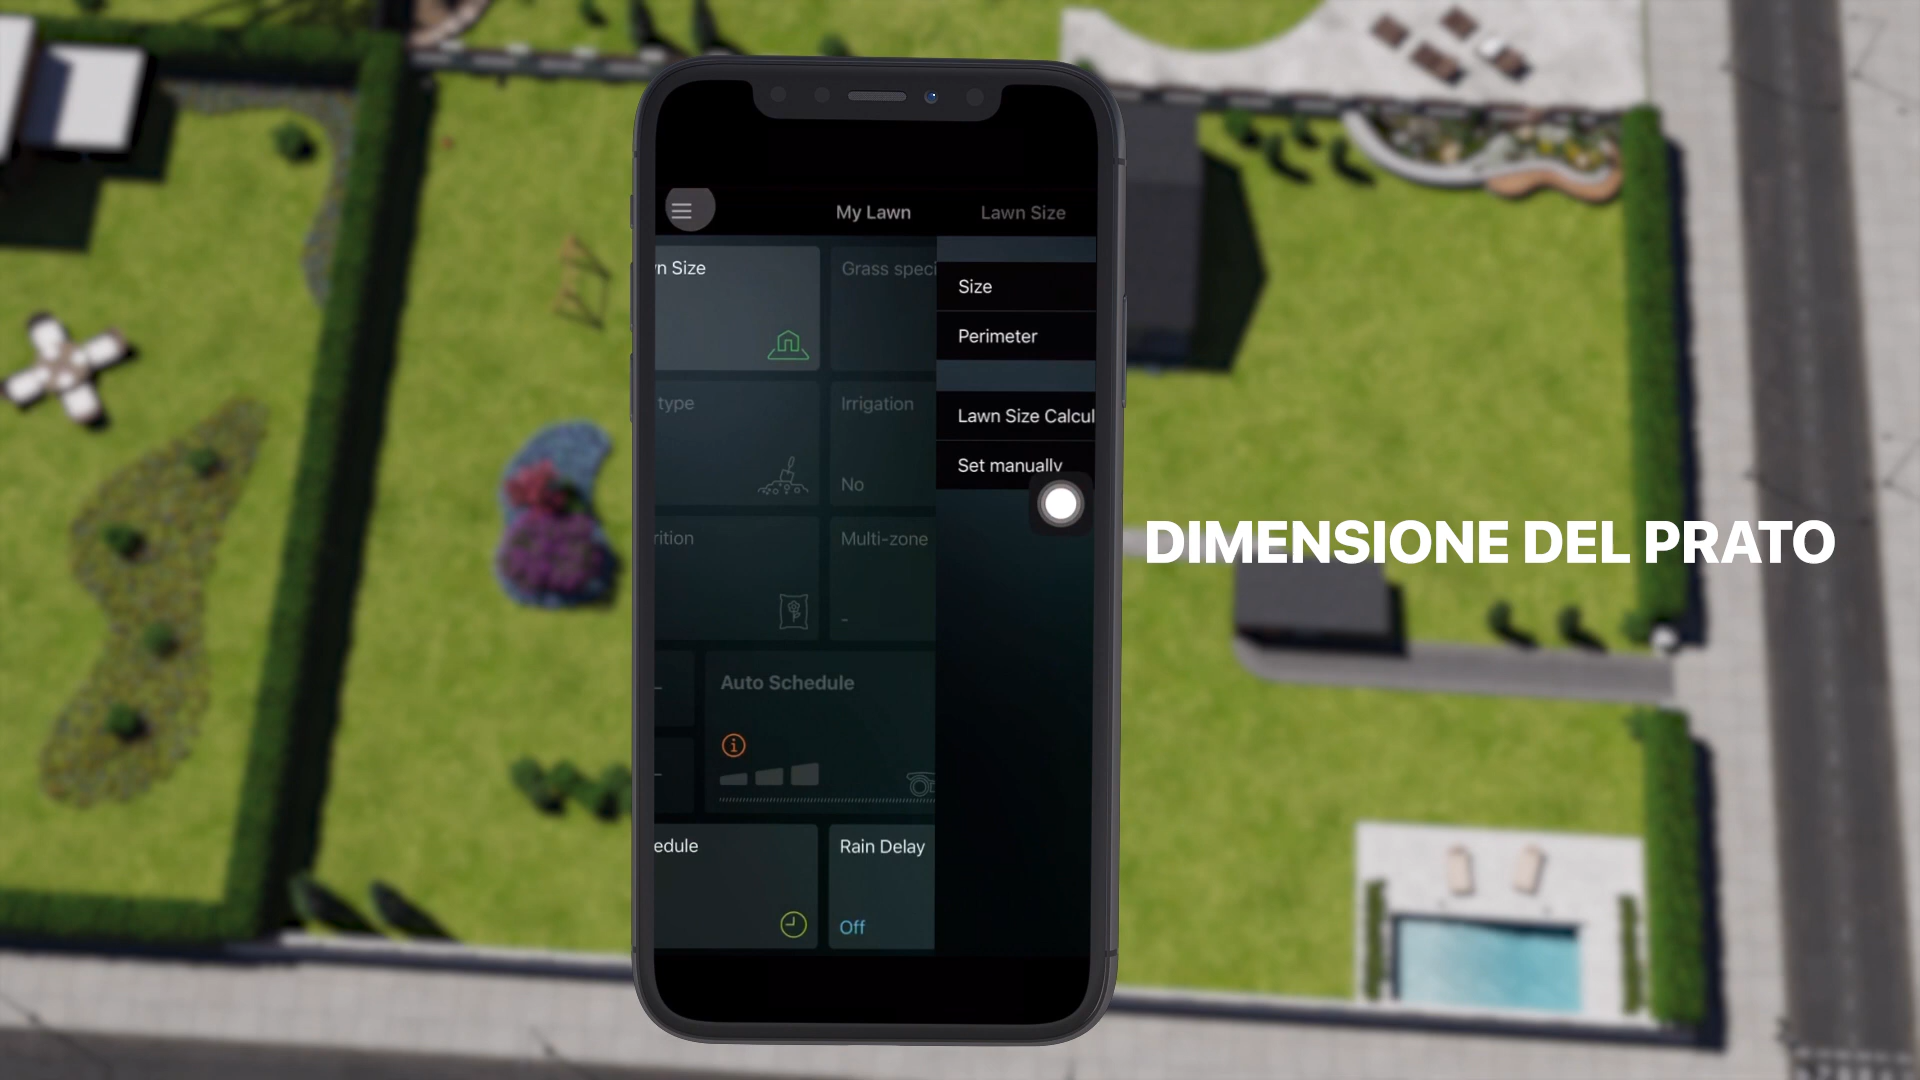 My Lawn
Lawn Size
n Size
Grass speci
type
Irrigation
No
rition
Multi-zone
-
Auto Schedule
edule
Rain Delay
Off
Size
Perimeter
Lawn Size Calcul
Set manually
DIMENSIONE DEL PRATO